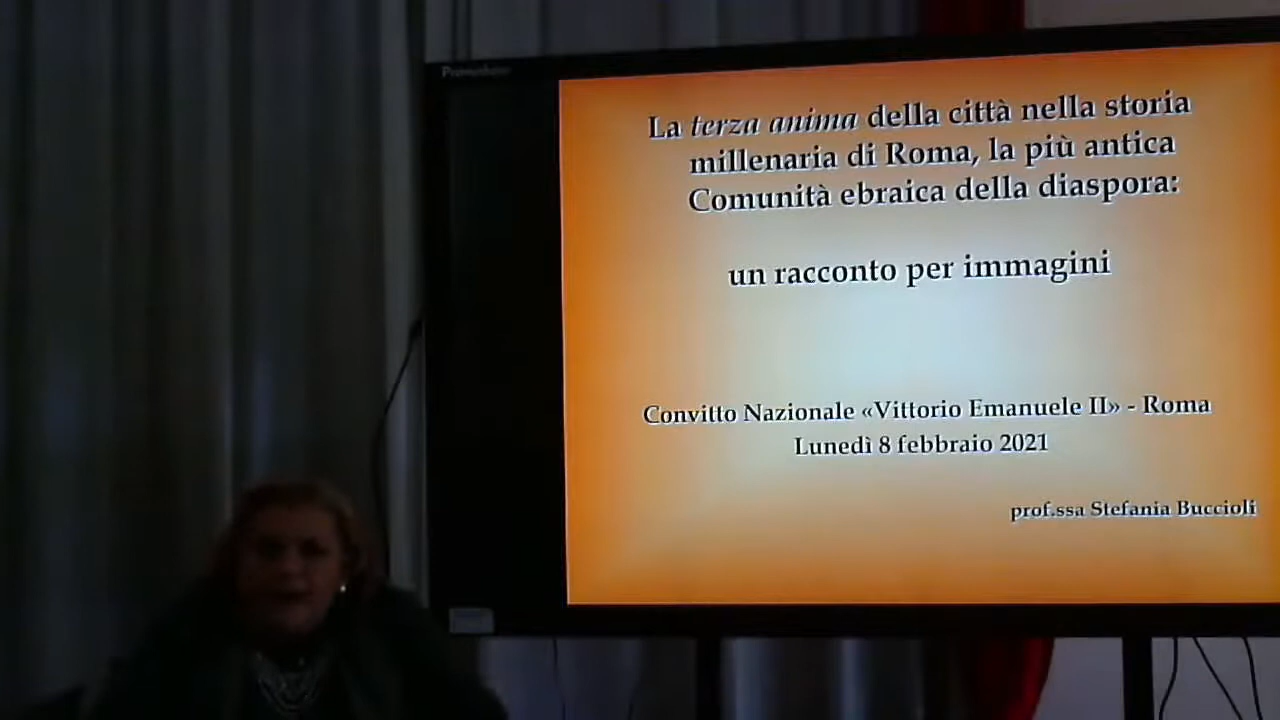 La terza anima della città nella storia
millenaria di Roma, la più antica
Comunità ebraica della diaspora:
un racconto per immagini
Convitto Nazionale «Vittorio Emanuele II» - Roma
Lunedì 8 febbraio 2021
prof.ssa Stefania Buccioli